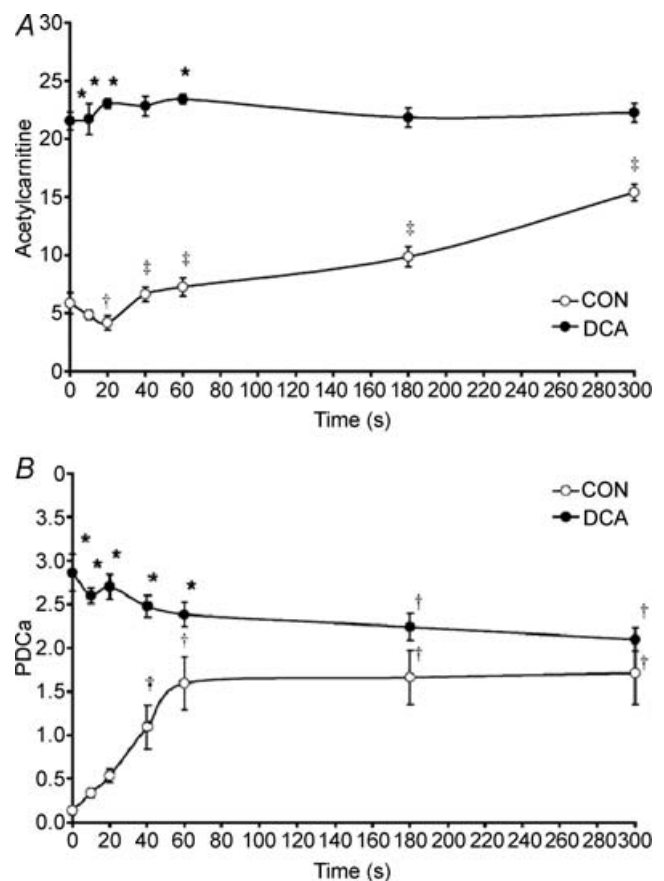 A
30
25
20
15
10
5
0
Acetylcarnitine
* * * *
† ‡ ‡ ‡ ‡
CON
DCA
0 20 40 60 80 100 120 140 160 180 200 220 240 260 280 300
Time (s)
B
0
3.5
3.0
2.5
2.0
1.5
1.0
0.5
0.0
PDCa
* * * * * † †
† † †
CON
DCA
0 20 40 60 80 100 120 140 160 180 200 220 240 260 280 300
Time (s)